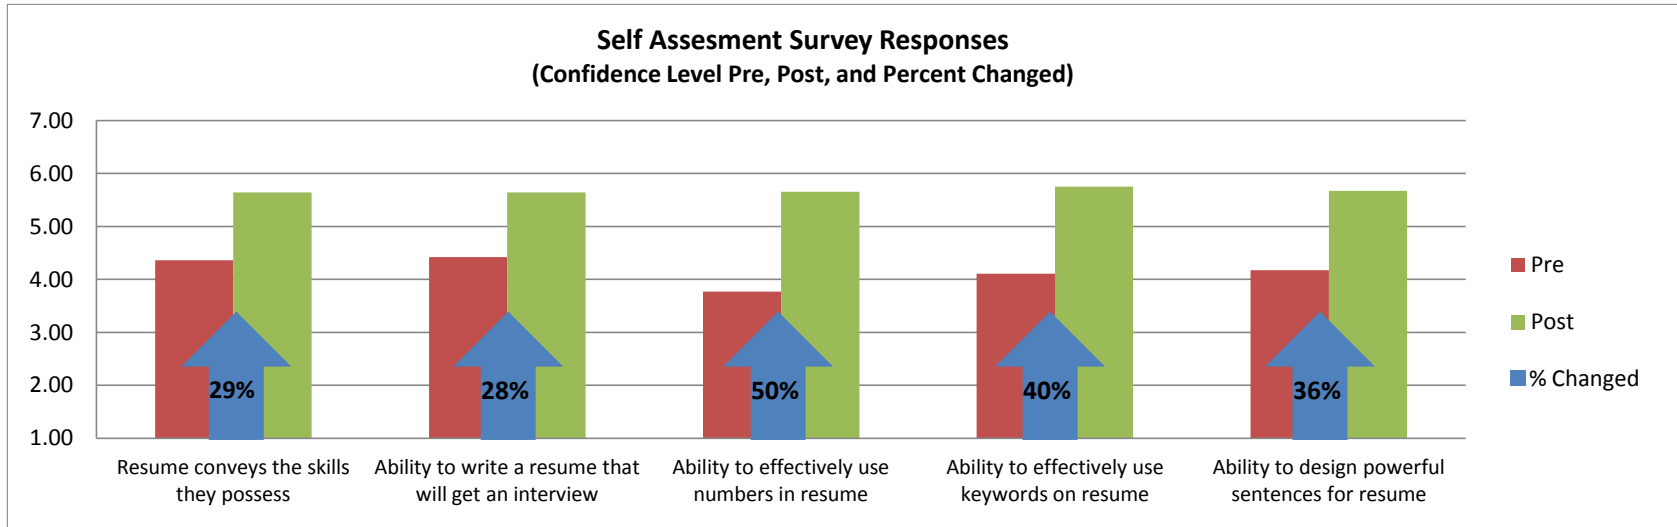 Self Assesment Survey Responses
(Confidence Level Pre, Post, and Percent Changed)
7.00
6.00
5.00
4.00
3.00
2.00
1.00
29%
28%
50%
40%
36%
Resume conveys the skills
they possess
Ability to write a resume that
will get an interview
Ability to effectively use
numbers in resume
Ability to effectively use
keywords on resume
Ability to design powerful
sentences for resume
Pre
Post
% Changed